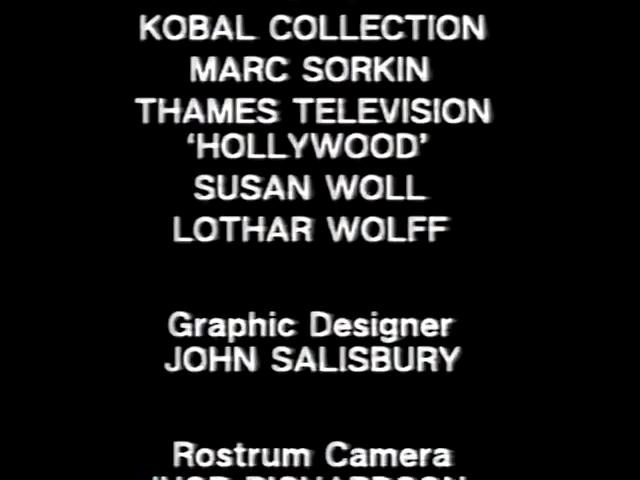 KOBAL COLLECTION
MARC SORKIN
THAMES TELEVISION
‘HOLLYWOOD’
SUSAN WOLL
LOTHAR WOLFF
Graphic Designer
JOHN SALISBURY
Rostrum Camera